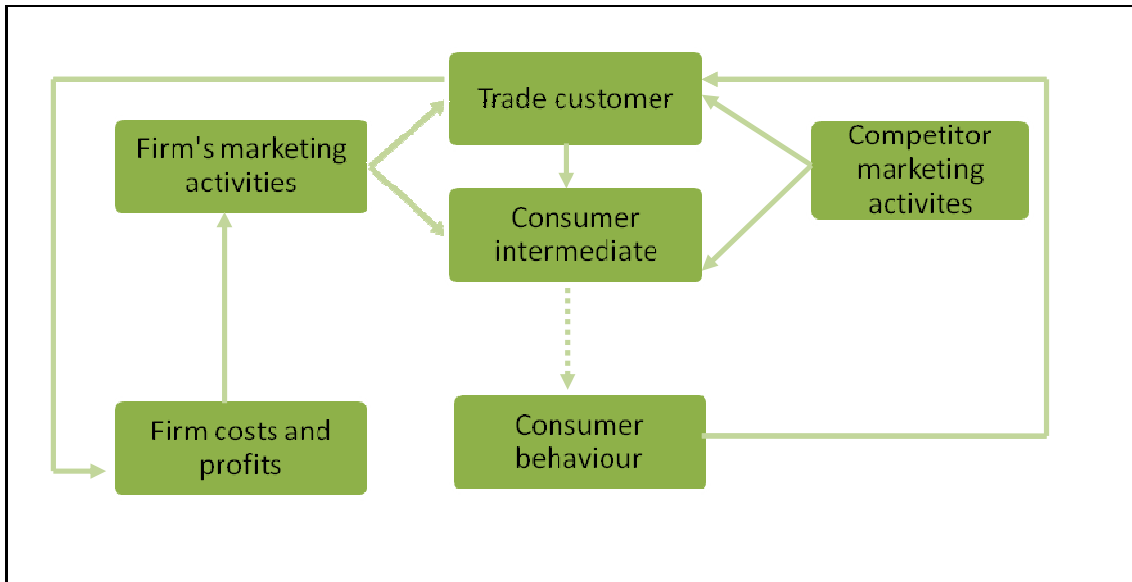 Trade customer
Firm's marketing
activities
Competitor
marketing
activites
Consumer
intermediate
Firm costs and
profits
Consumer
behaviour